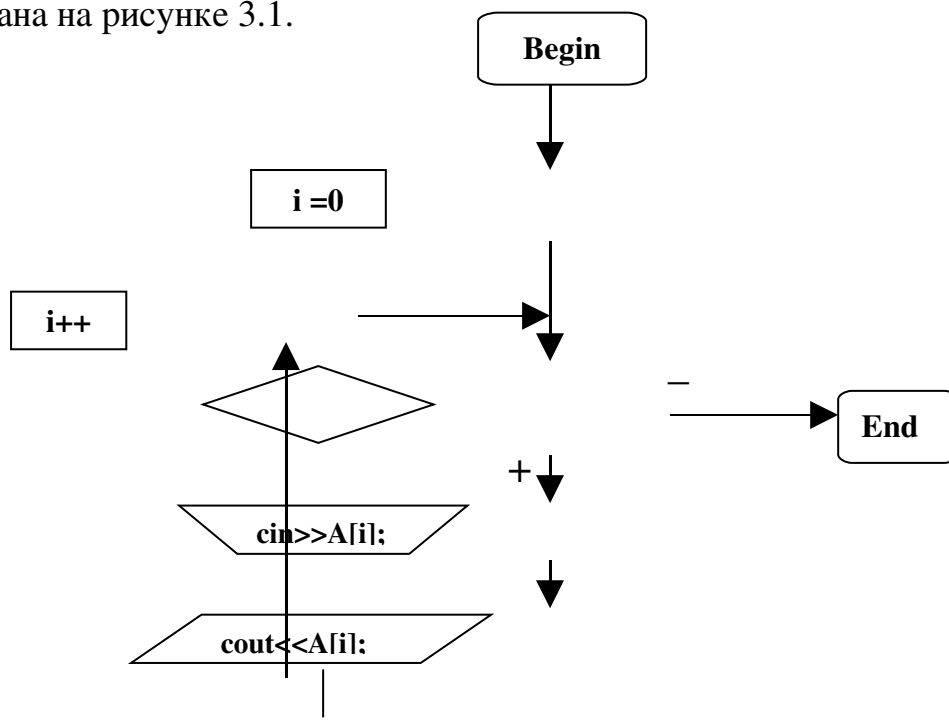 ана на рисунке 3.1.
Begin
i =0
i++
–
End
+
cin>>A[i];
cout<<A[i];